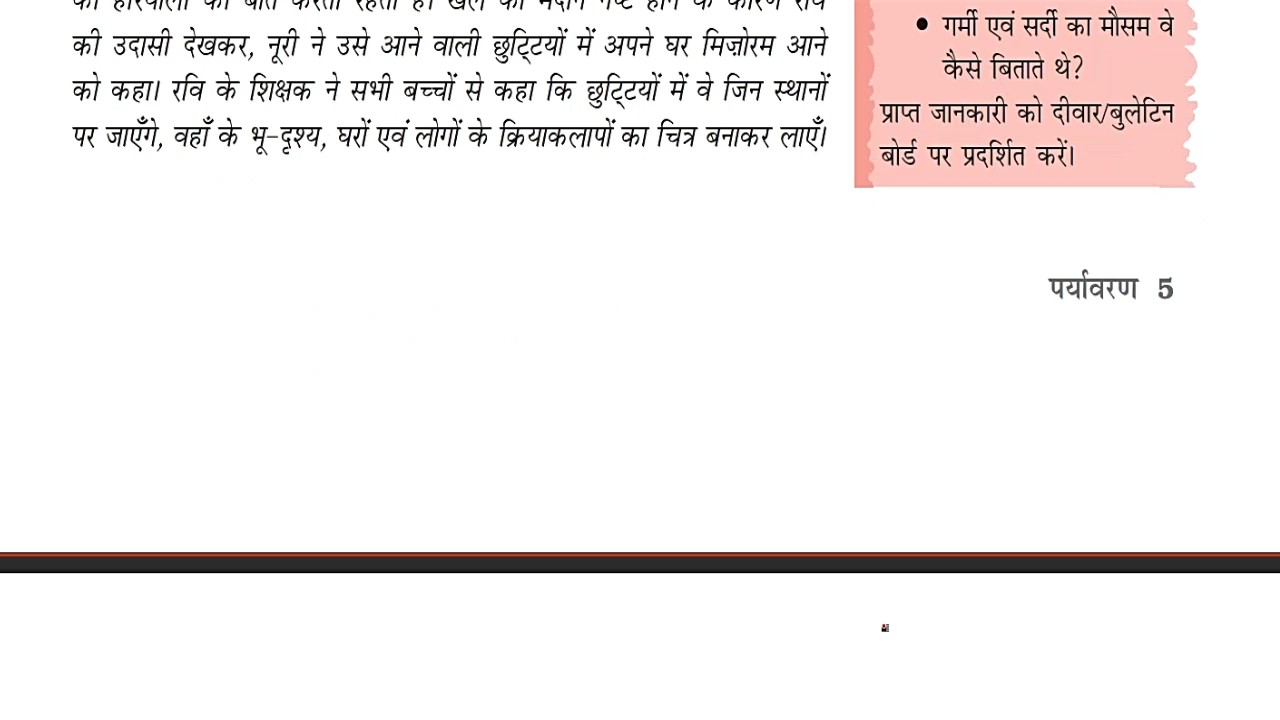 की उदासी देखकर, नूरी ने उसे आने वाली छुट्टियों में अपने घर मिज़ोरम आने
को कहा। रवि के शिक्षक ने सभी बच्चों से कहा कि छुट्टियों में वे जिन स्थानों
पर जाएँगे, वहाँ के भू-दृश्य, घरों एवं लोगों के क्रियाकलापों का चित्र बनाकर लाएँ।
• गर्मी एवं सर्दी का मौसम वे
कैसे बिताते थे?
प्राप्त जानकारी को दीवार/बुलेटिन
बोर्ड पर प्रदर्शित करें।
पर्यावरण 5